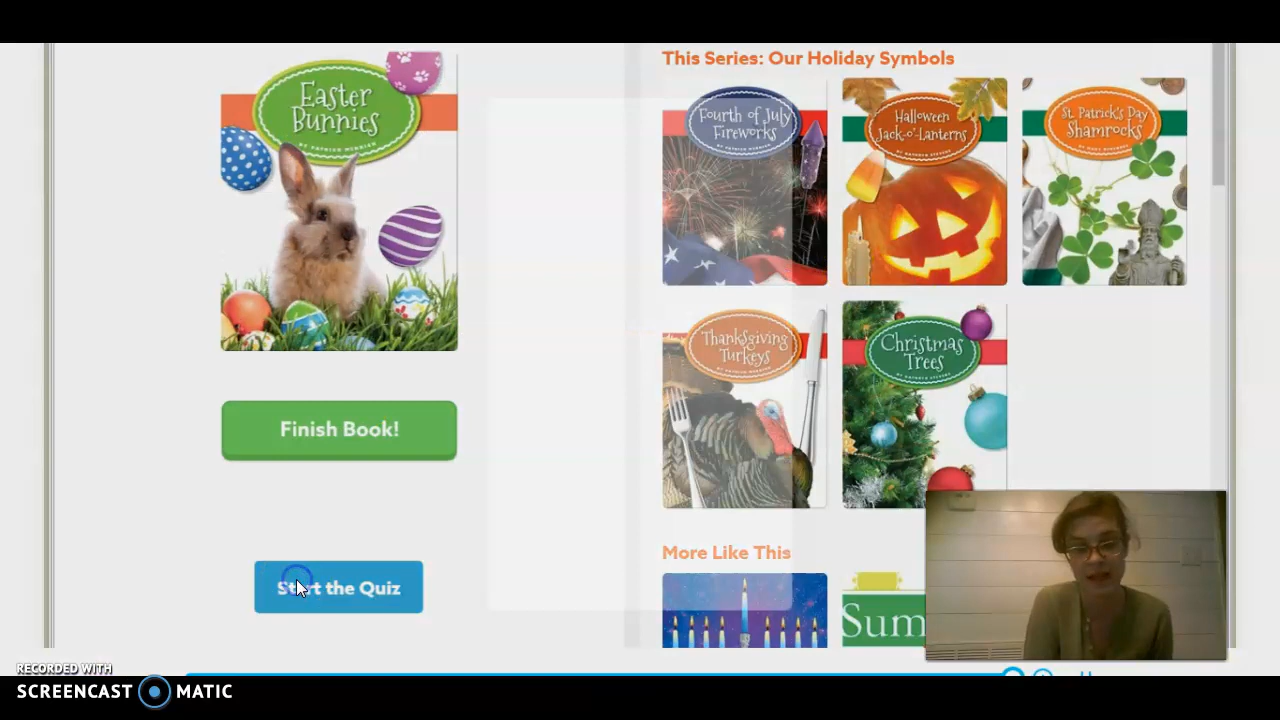 Easter
Bunnies
Finish Book!
Start the Quiz
This Series: Our Holiday Symbols
Fourth of July
Fireworks
Halloween
Jack-o'-Lanterns
St. Patrick's Day
Shamrocks
Thanksgiving
Turkeys
Christmas
Trees
More Like This
Sum
RECORDED WITH
SCREENCAST MATIC